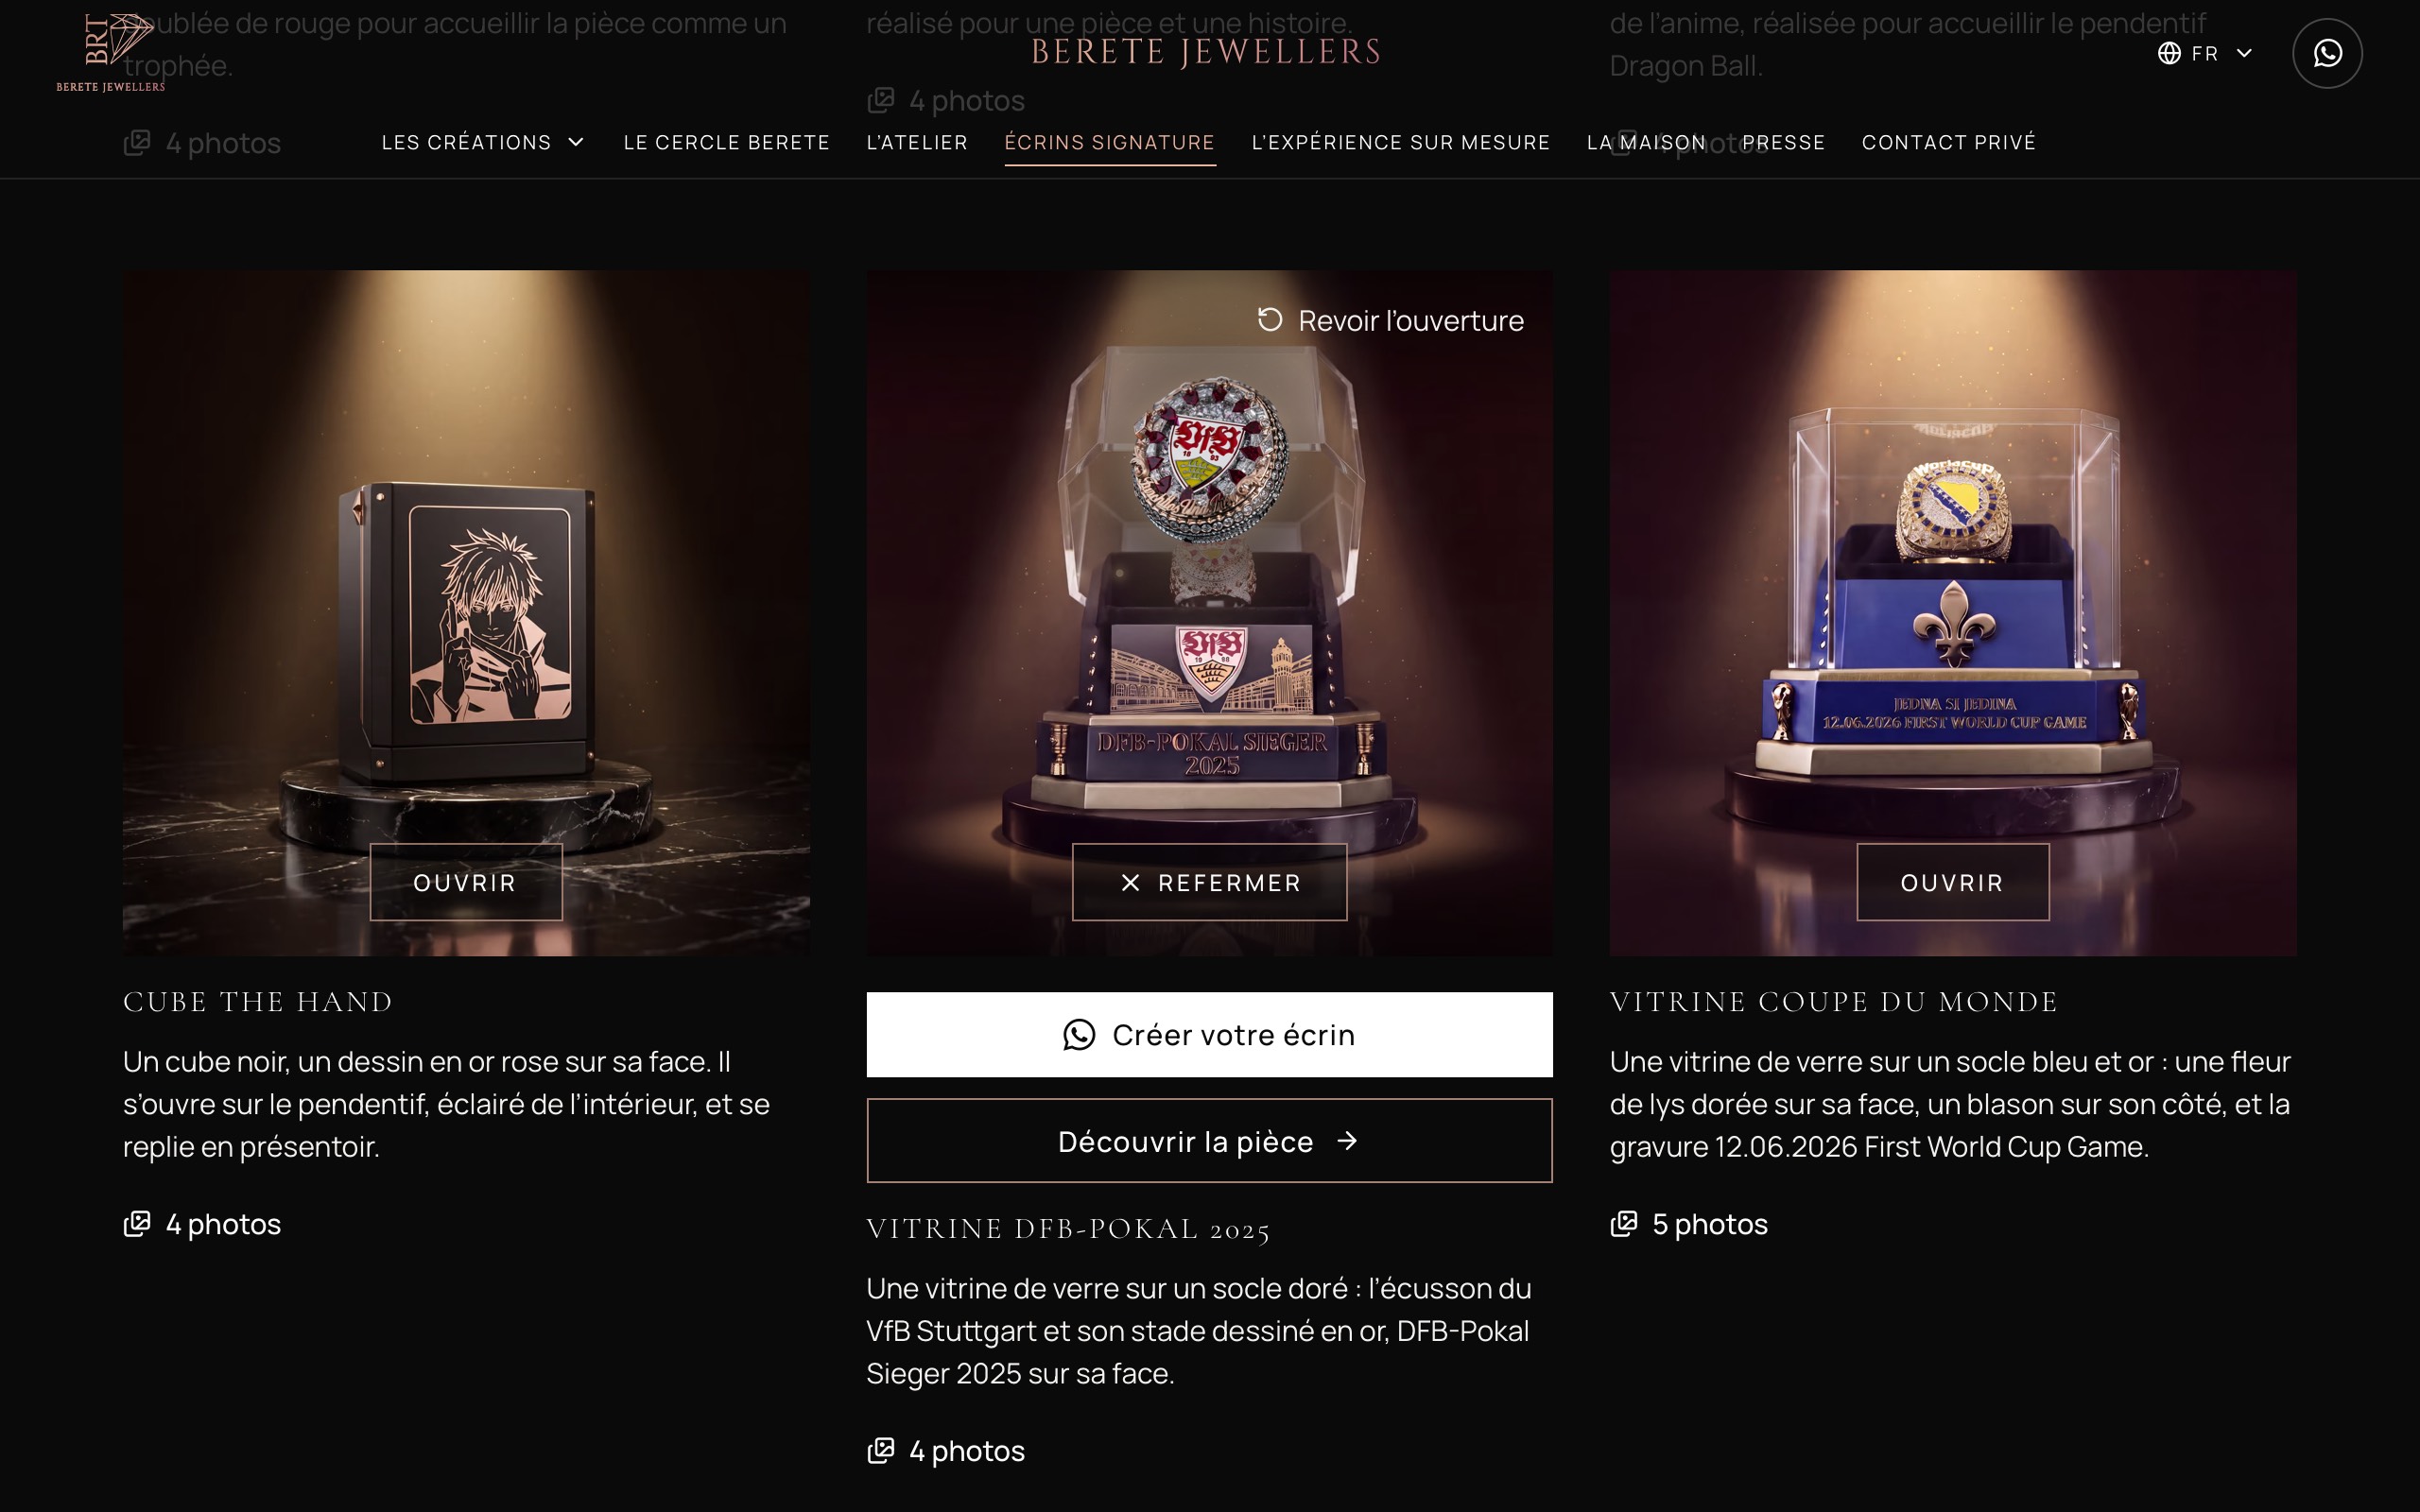 doublée de rouge pour accueillir la pièce comme un
trophée.
4 photos
réalisé pour une pièce et une histoire.
4 photos
de l'anime, réalisée pour accueillir le pendentif
Dragon Ball.
4 photos
BRT
BERETE JEWELLERS
BERETE JEWELLERS
FR
LES CRÉATIONS
LE CERCLE BERETE
L'ATELIER
ÉCRINS SIGNATURE
L'EXPÉRIENCE SUR MESURE
LA MAISON
PRESSE
CONTACT PRIVÉ
OUVRIR
CUBE THE HAND
Un cube noir, un dessin en or rose sur sa face. Il
s'ouvre sur le pendentif, éclairé de l'intérieur, et se
replie en présentoir.
4 photos
Revoir l'ouverture
VfB
18 93
VfB
DFB-POKAL SIEGER
2025
REFERMER
Créer votre écrin
Découvrir la pièce
VITRINE DFB-POKAL 2025
Une vitrine de verre sur un socle doré : l'écusson du
VfB Stuttgart et son stade dessiné en or, DFB-Pokal
Sieger 2025 sur sa face.
4 photos
WORLD CUP
JEDNA SI JEDINA
12.06.2026 FIRST WORLD CUP GAME
OUVRIR
VITRINE COUPE DU MONDE
Une vitrine de verre sur un socle bleu et or : une fleur
de lys dorée sur sa face, un blason sur son côté, et la
gravure 12.06.2026 First World Cup Game.
5 photos